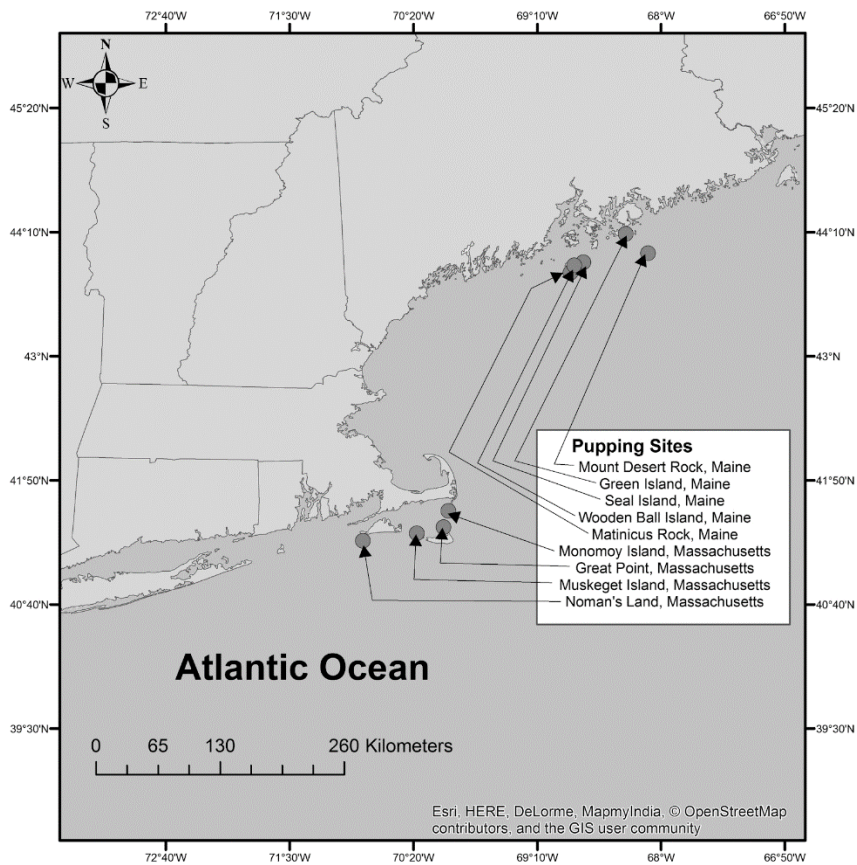 72°40'W 71°30'W 70°20'W 69°10'W 68°W 66°50'W
N
W E
S
45°20'N 45°20'N
44°10'N 44°10'N
43°N 43°N
41°50'N 41°50'N
40°40'N 40°40'N
39°30'N 39°30'N
Pupping Sites
Mount Desert Rock, Maine
Green Island, Maine
Seal Island, Maine
Wooden Ball Island, Maine
Matinicus Rock, Maine
Monomoy Island, Massachusetts
Great Point, Massachusetts
Muskeget Island, Massachusetts
Noman's Land, Massachusetts
Atlantic Ocean
0 65 130 260 Kilometers
Esri, HERE, DeLorme, MapmyIndia, © OpenStreetMap
contributors, and the GIS user community
72°40'W 71°30'W 70°20'W 69°10'W 68°W 66°50'W